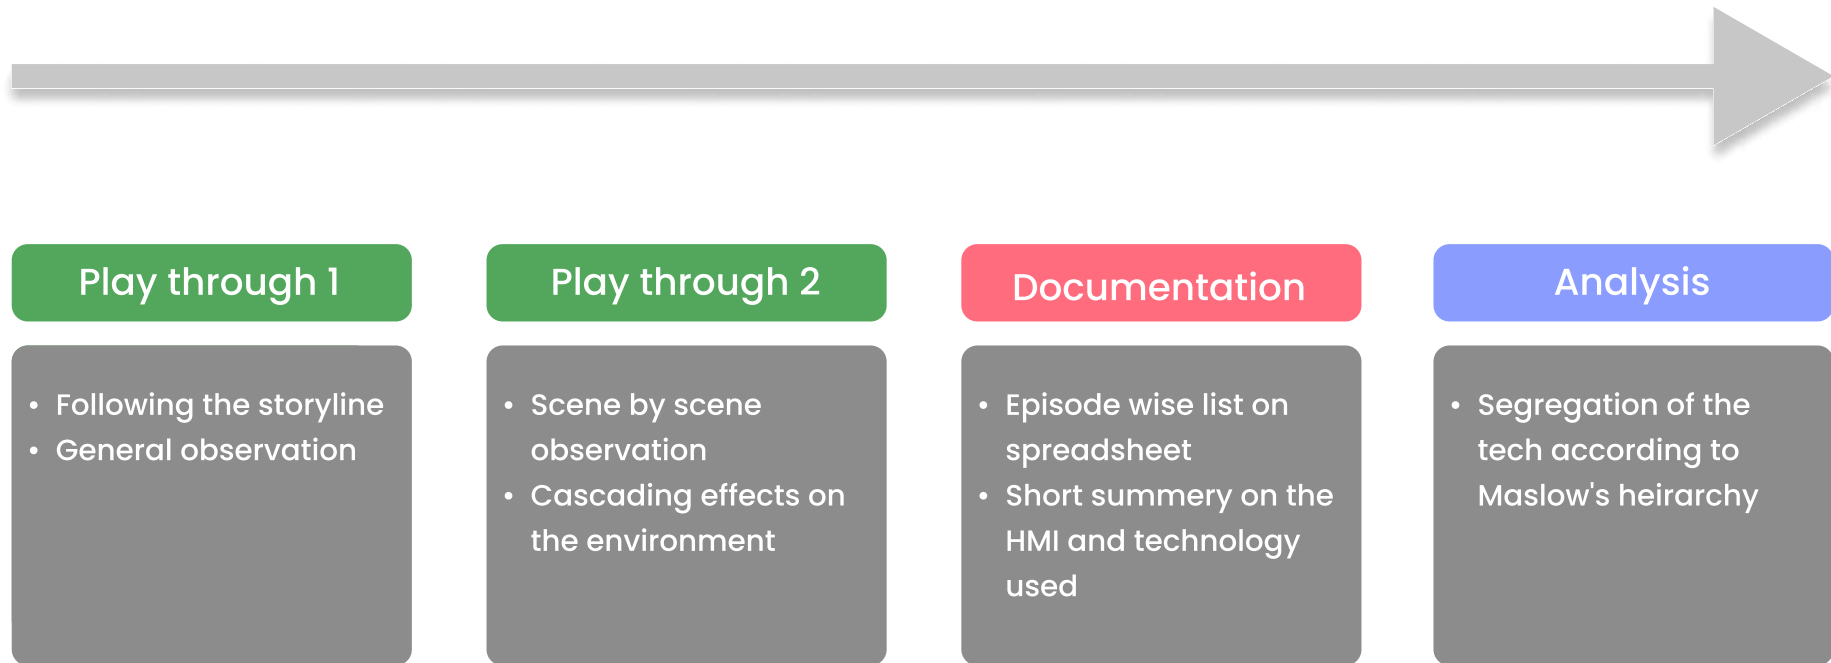 Play through 1
• Following the storyline
• General observation
Play through 2
• Scene by scene
observation
• Cascading effects on
the environment
Documentation
• Episode wise list on
spreadsheet
• Short summery on the
HMI and technology
used
Analysis
• Segregation of the
tech according to
Maslow's heirarchy